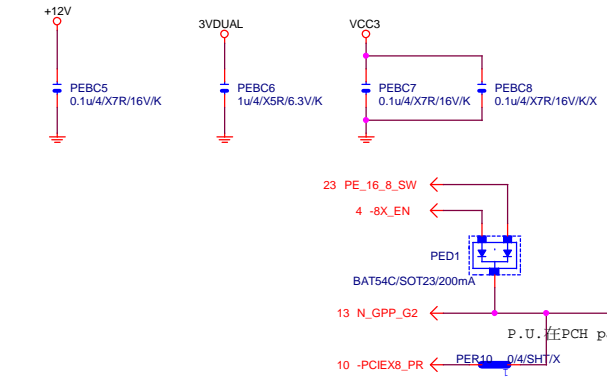 +12V
3VDUAL
VCC3
PEBC5
0.1u/4/X7R/16V/K
PEBC6
1u/4/X5R/6.3V/K
PEBC7
0.1u/4/X7R/16V/K
PEBC8
0.1u/4/X7R/16V/K/X
23 PE_16_8_SW
4 -8X_EN
PED1
BAT54C/SOT23/200mA
13 N_GPP_G2
P.U.在PCH pa
10 -PCIEX8_PR
PER10 0/4/SHT/X